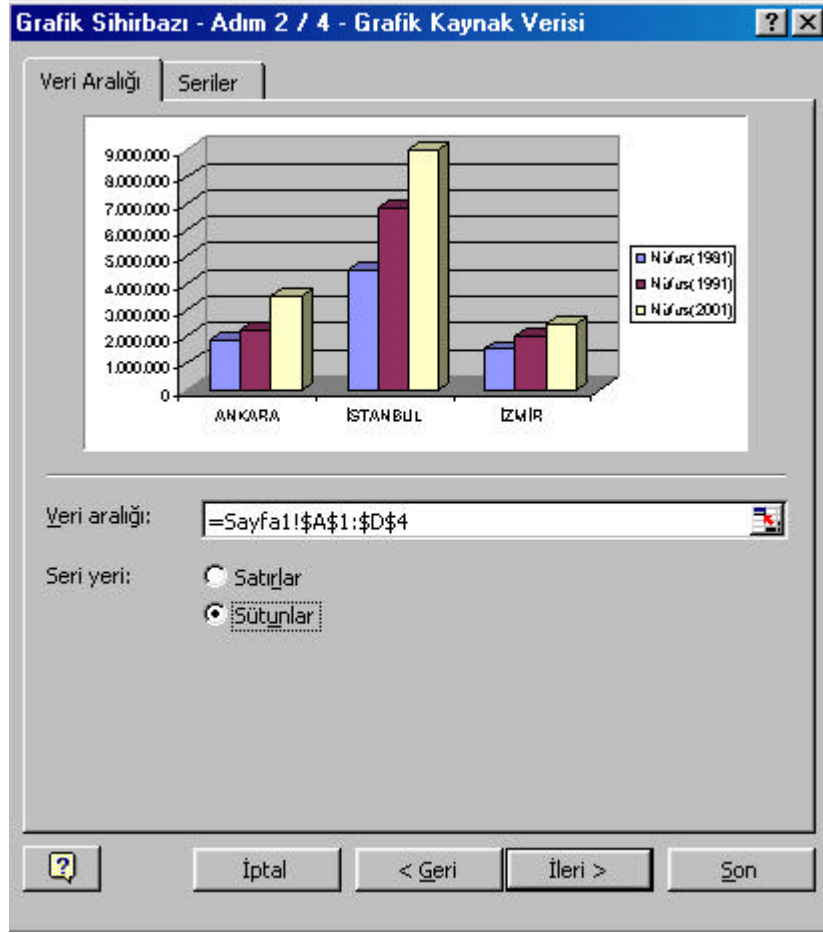 Grafik Sihirbazı - Adım 2 / 4 - Grafik Kaynak Verisi
Veri Aralığı Seriler
9.000.000
8.000.000
7.000.000
6.000.000
5.000.000
4.000.000
3.000.000
2.000.000
1.000.000
0
ANKARA İSTANBUL İZMİR
Nüfus(1981)
Nüfus(1991)
Nüfus(2001)
Veri aralığı: =Sayfa1!$A$1:$D$4
Seri yeri: Satırlar
Sütunlar
İptal < Geri İleri > Son